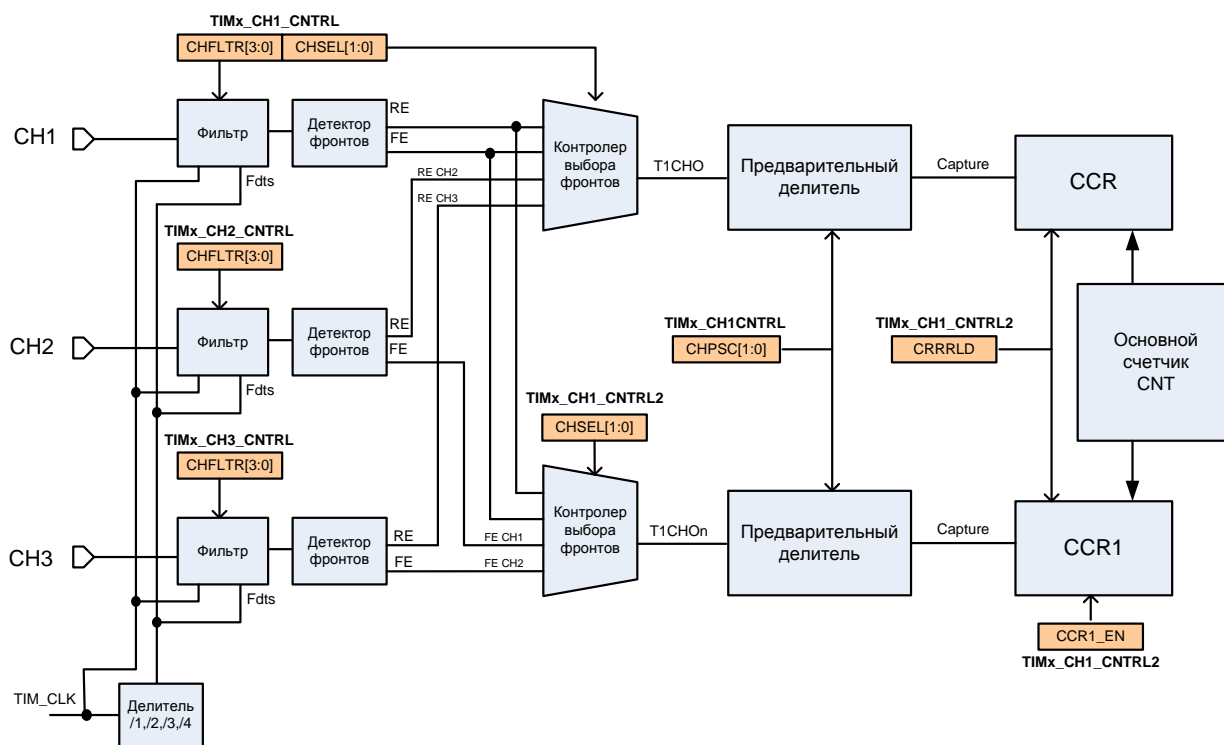 TIMx_CH1_CNTRL
CHFLTR[3:0] CHSEL[1:0]
CH1
Фильтр
Детектор
фронтов
RE
FE
Fdts
RE CH2
RE CH3
Контролер
выбора
фронтов
T1CHO
Предварительный
делитель
Capture
CCR
TIMx_CH2_CNTRL
CHFLTR[3:0]
CH2
Фильтр
Детектор
фронтов
RE
FE
Fdts
TIMx_CH1CNTRL
CHPSC[1:0]
TIMx_CH1_CNTRL2
CRRRLD
Основной
счетчик
CNT
TIMx_CH1_CNTRL2
CHSEL[1:0]
TIMx_CH3_CNTRL
CHFLTR[3:0]
CH3
Фильтр
Детектор
фронтов
RE
FE
Fdts
FE CH1
FE CH2
Контролер
выбора
фронтов
T1CHOn
Предварительный
делитель
Capture
CCR1
CCR1_EN
TIMx_CH1_CNTRL2
TIM_CLK
Делитель
/1,/2,/3,/4